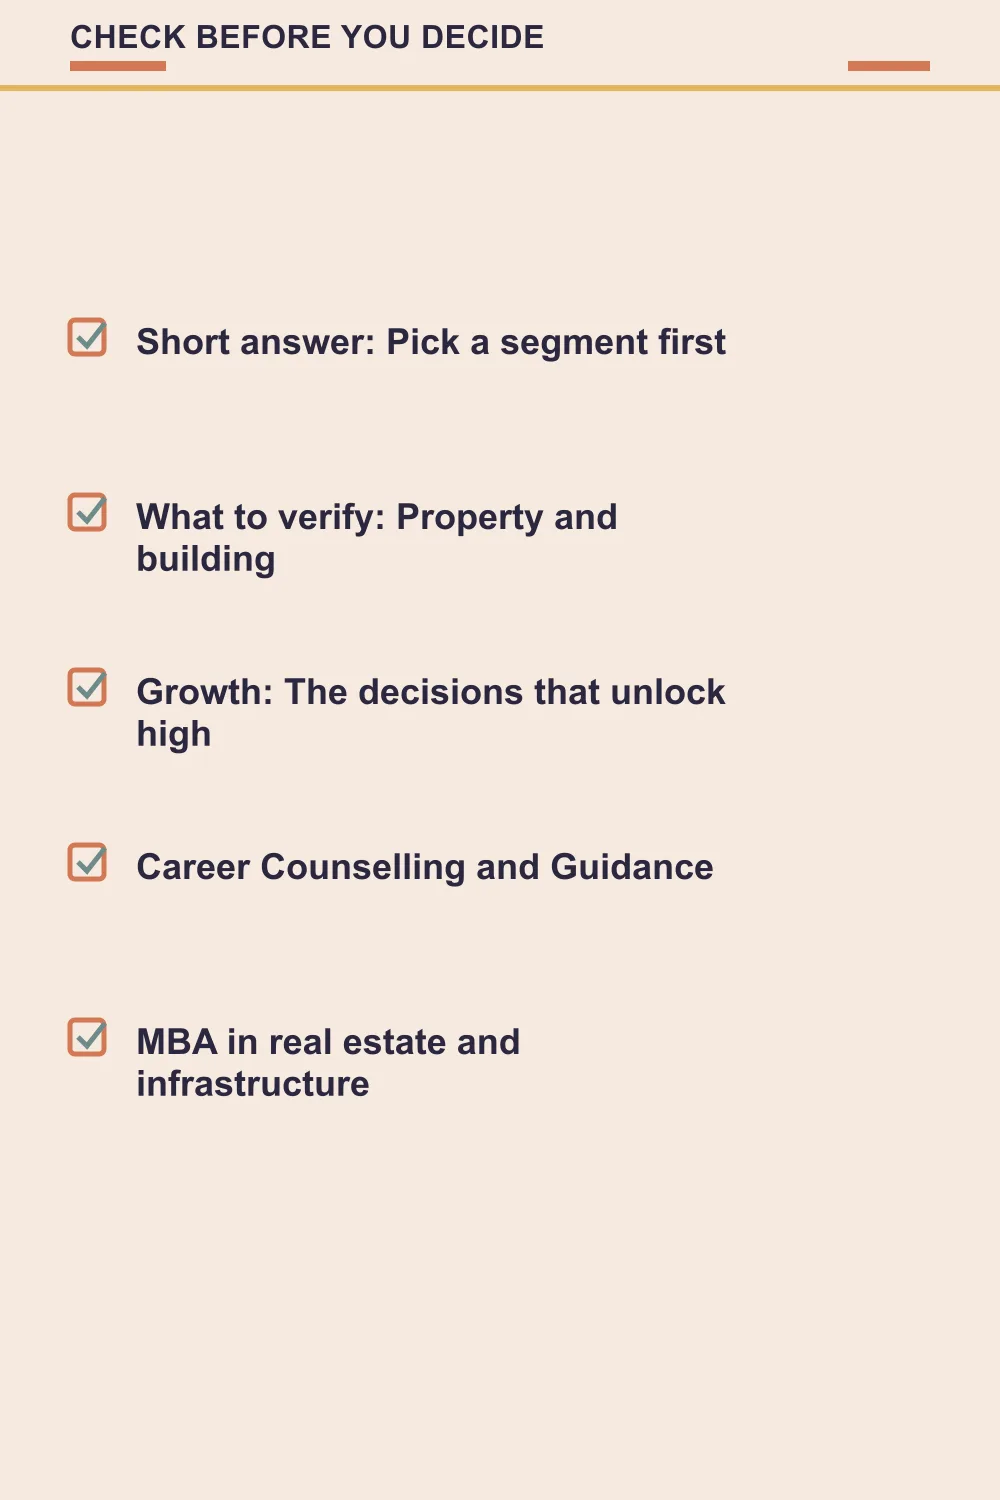 CHECK BEFORE YOU DECIDE
Short answer: Pick a segment first
What to verify: Property and
building
Growth: The decisions that unlock
high
Career Counselling and Guidance
MBA in real estate and
infrastructure